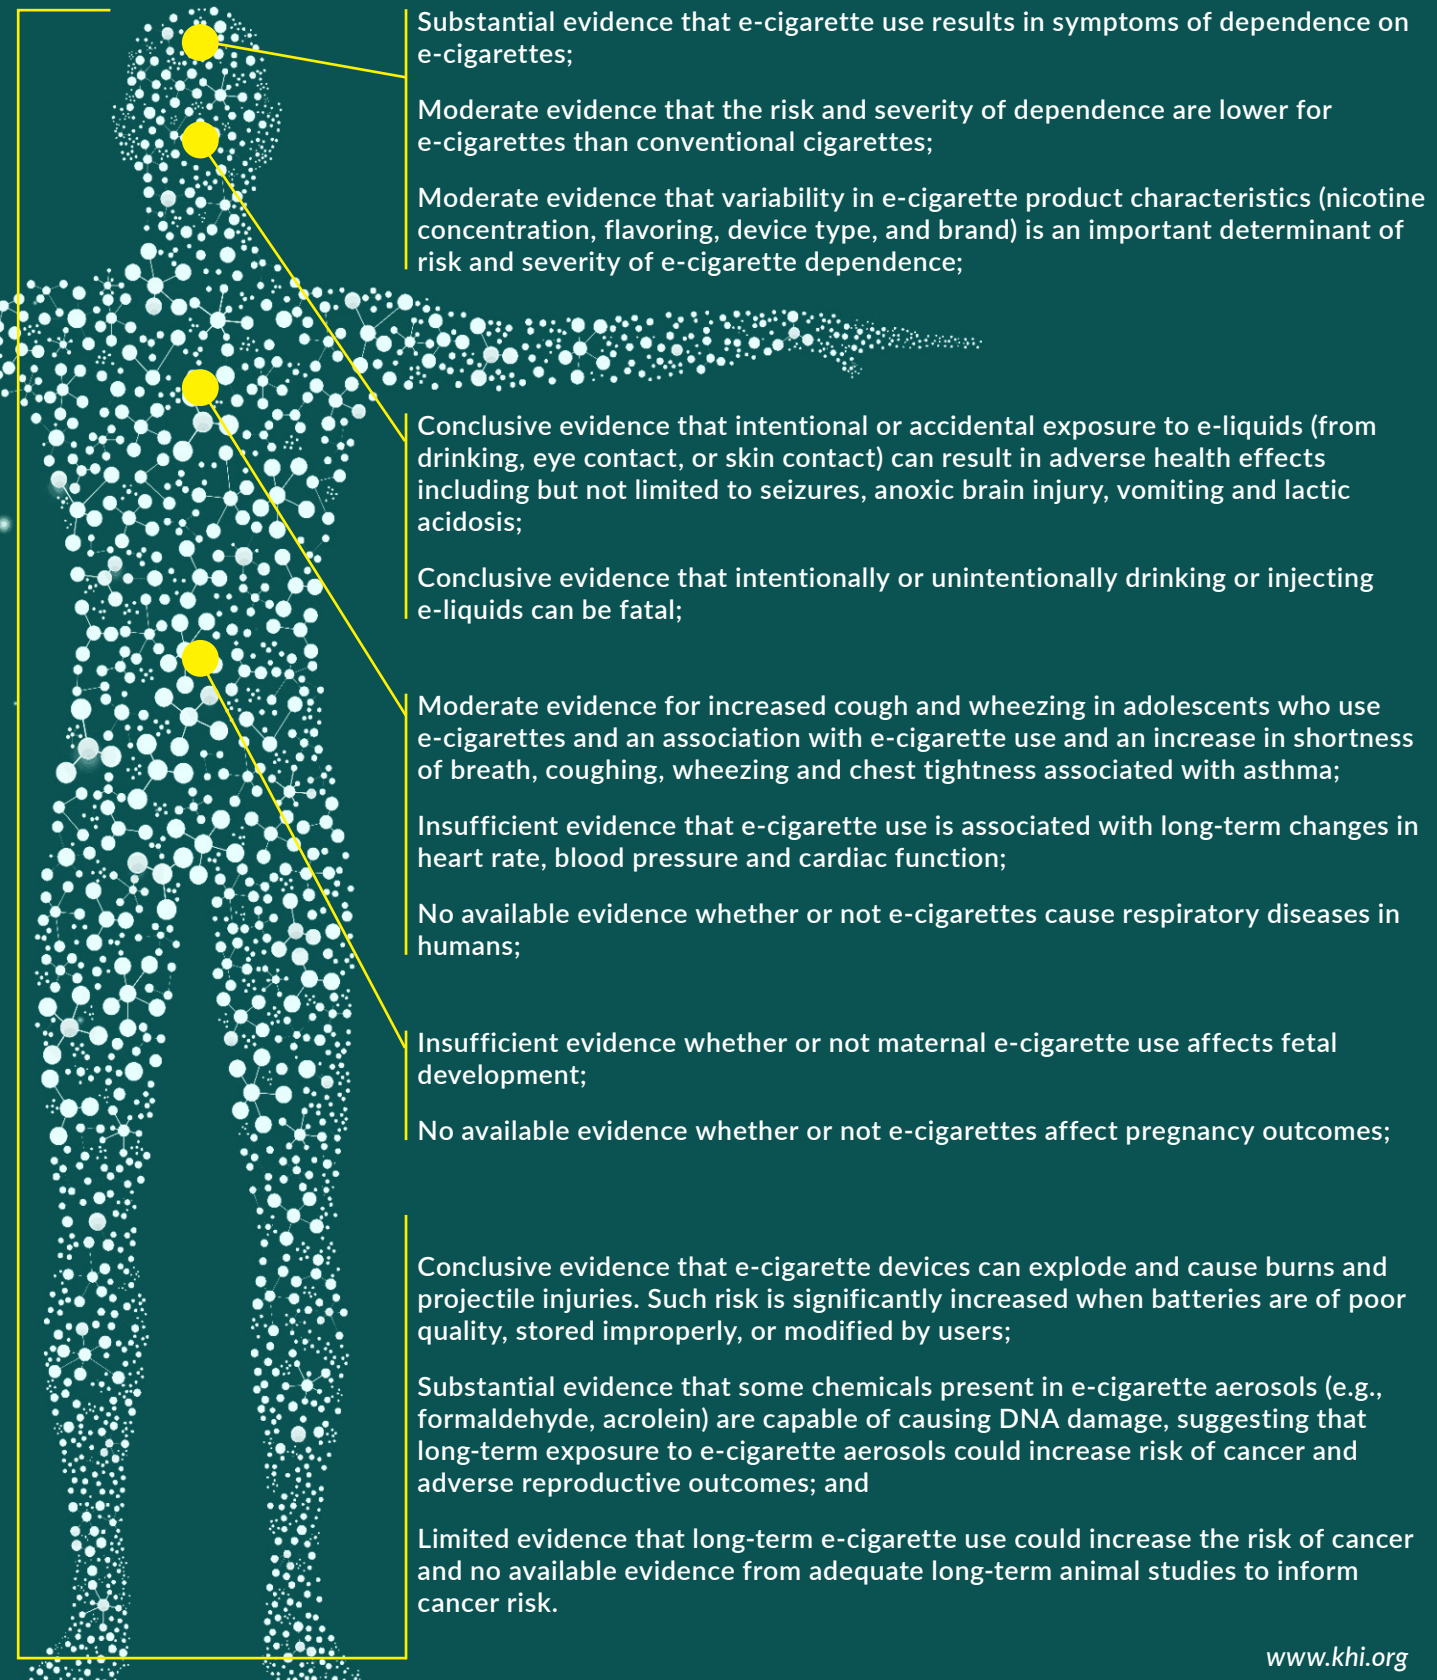 Substantial evidence that e-cigarette use results in symptoms of dependence on
e-cigarettes;
Moderate evidence that the risk and severity of dependence are lower for
e-cigarettes than conventional cigarettes;
Moderate evidence that variability in e-cigarette product characteristics (nicotine
concentration, flavoring, device type, and brand) is an important determinant of
risk and severity of e-cigarette dependence;
Conclusive evidence that intentional or accidental exposure to e-liquids (from
drinking, eye contact, or skin contact) can result in adverse health effects
including but not limited to seizures, anoxic brain injury, vomiting and lactic
acidosis;
Conclusive evidence that intentionally or unintentionally drinking or injecting
e-liquids can be fatal;
Moderate evidence for increased cough and wheezing in adolescents who use
e-cigarettes and an association with e-cigarette use and an increase in shortness
of breath, coughing, wheezing and chest tightness associated with asthma;
Insufficient evidence that e-cigarette use is associated with long-term changes in
heart rate, blood pressure and cardiac function;
No available evidence whether or not e-cigarettes cause respiratory diseases in
humans;
Insufficient evidence whether or not maternal e-cigarette use affects fetal
development;
No available evidence whether or not e-cigarettes affect pregnancy outcomes;
Conclusive evidence that e-cigarette devices can explode and cause burns and
projectile injuries. Such risk is significantly increased when batteries are of poor
quality, stored improperly, or modified by users;
Substantial evidence that some chemicals present in e-cigarette aerosols (e.g.,
formaldehyde, acrolein) are capable of causing DNA damage, suggesting that
long-term exposure to e-cigarette aerosols could increase risk of cancer and
adverse reproductive outcomes; and
Limited evidence that long-term e-cigarette use could increase the risk of cancer
and no available evidence from adequate long-term animal studies to inform
cancer risk.
www.khi.org